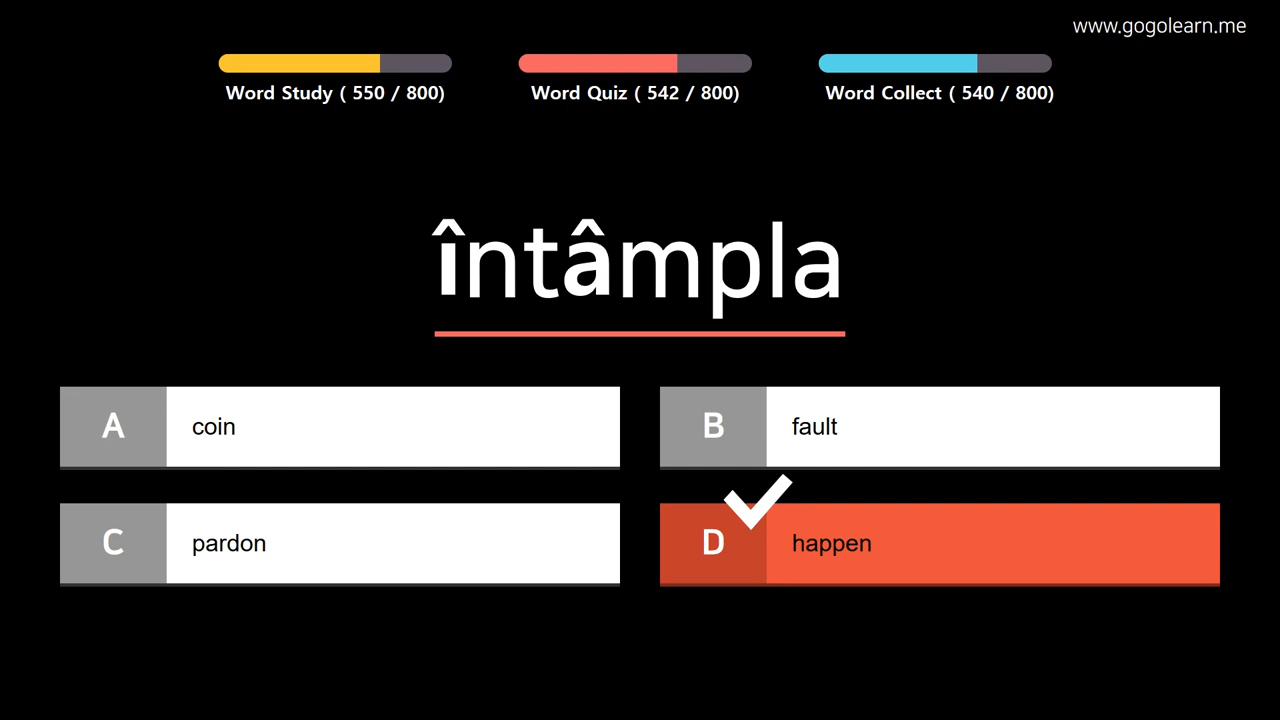 www.gogolearn.me
Word Study ( 550 / 800)
Word Quiz ( 542 / 800)
Word Collect ( 540 / 800)
întâmpla
A coin
B fault
C pardon
D happen